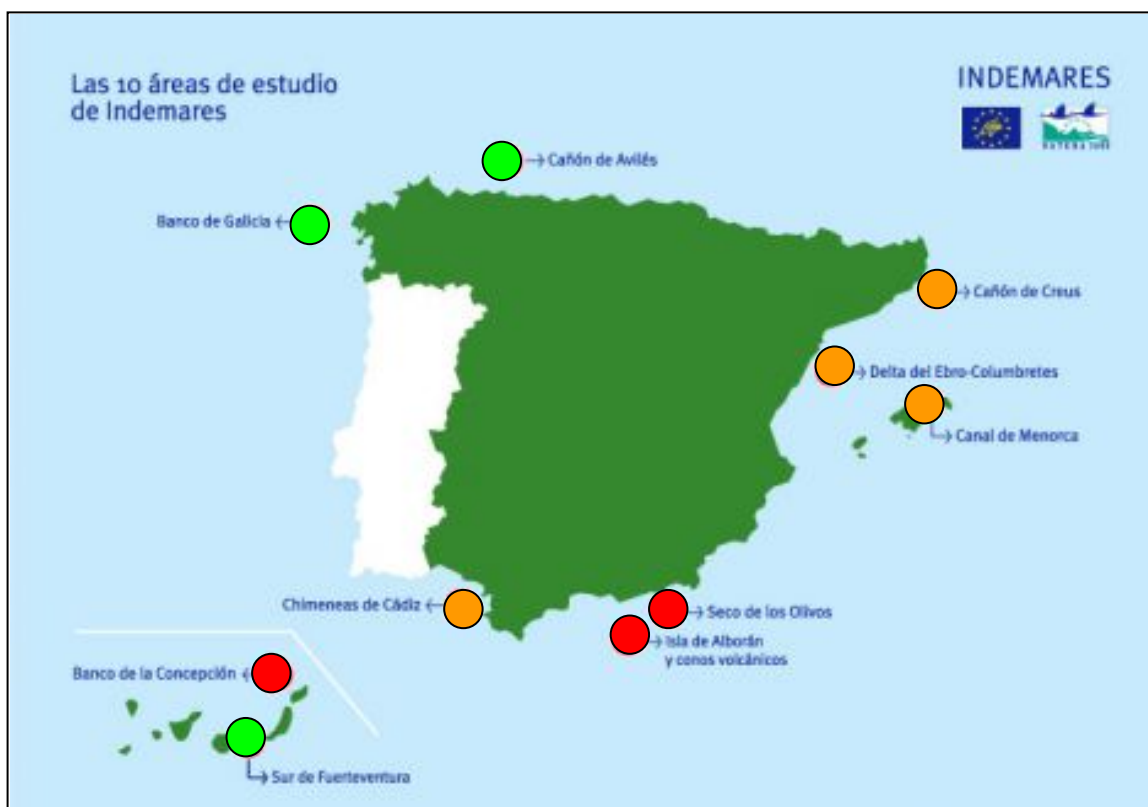 Las 10 áreas de estudio
de Indemares
INDEMARES
NATURA 2000
Cañón de Avilés
Banco de Galicia
Cañón de Creus
Delta del Ebro-Columbretes
Canal de Menorca
Chimeneas de Cádiz
Seco de los Olivos
Isla de Alborán
y conos volcánicos
Banco de la Concepción
Sur de Fuerteventura